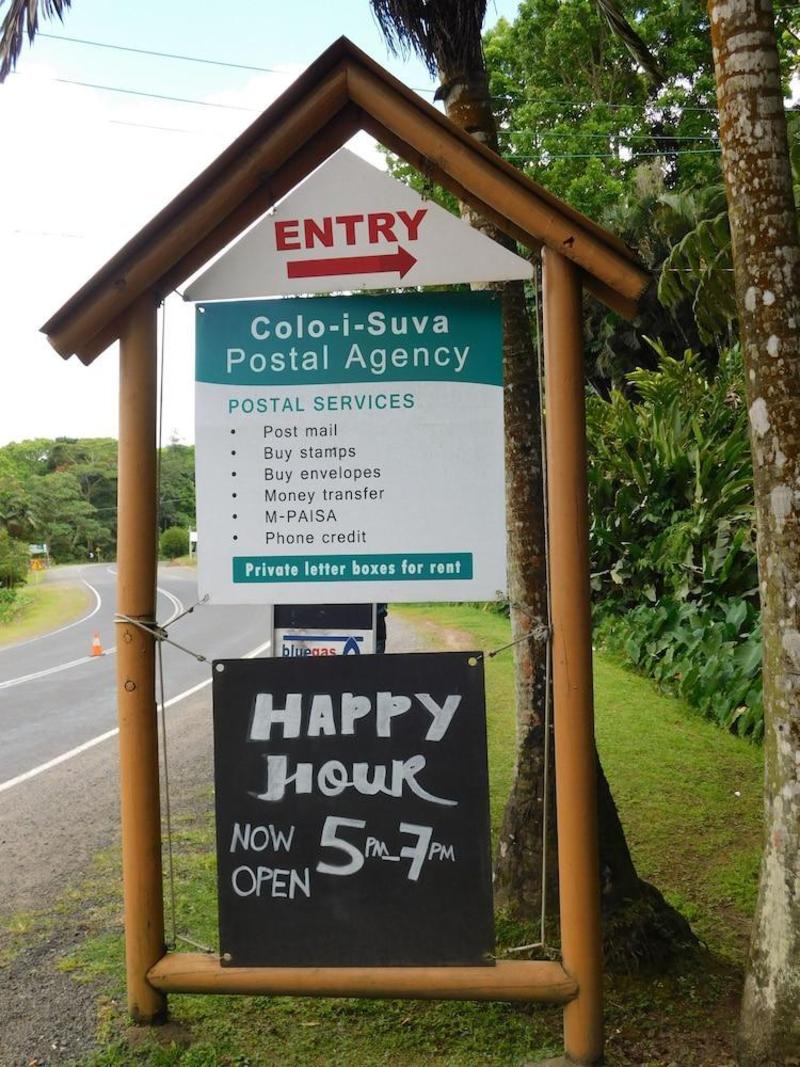 ENTRY
Colo-i-Suva
Postal Agency
POSTAL SERVICES
• Post mail
• Buy stamps
• Buy envelopes
• Money transfer
• M-PAISA
• Phone credit
Private letter boxes for rent
bluegas
HAPPY
HOUR
NOW OPEN 5PM-7PM